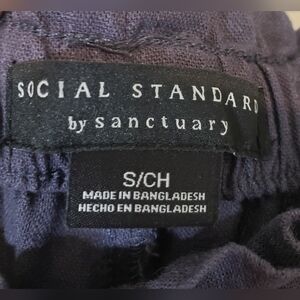 SOCIAL STANDARD
by sanctuary
S/CH
MADE IN BANGLADESH
HECHO EN BANGLADESH